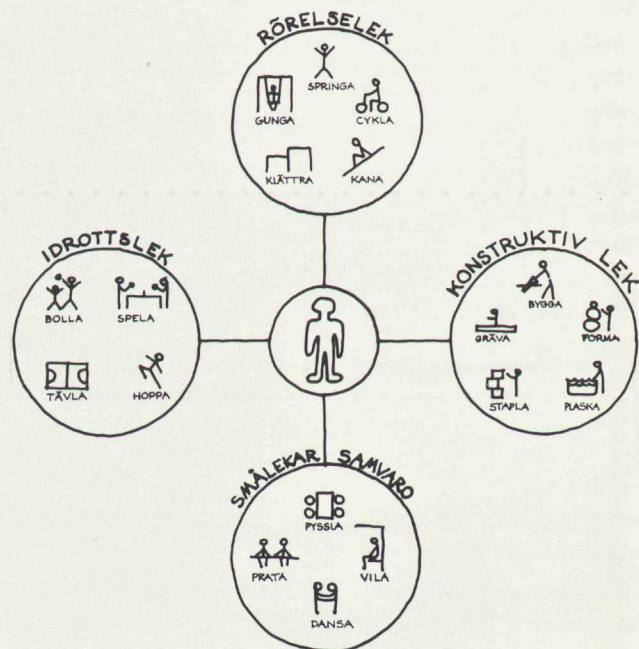 RÖRELSELEK
SPRINGA
GUNGA
CYKLA
KLÄTTRA
KANA
IDROTTSLEK
BOLLA
SPELA
TÄVLA
HOPPA
KONSTRUKTIV LEK
BYGGA
GRÄVA
FORMA
STAPLA
PLASKA
SMÅLEKAR SAMVARO
PYSSLA
PRATA
VILA
DANSA